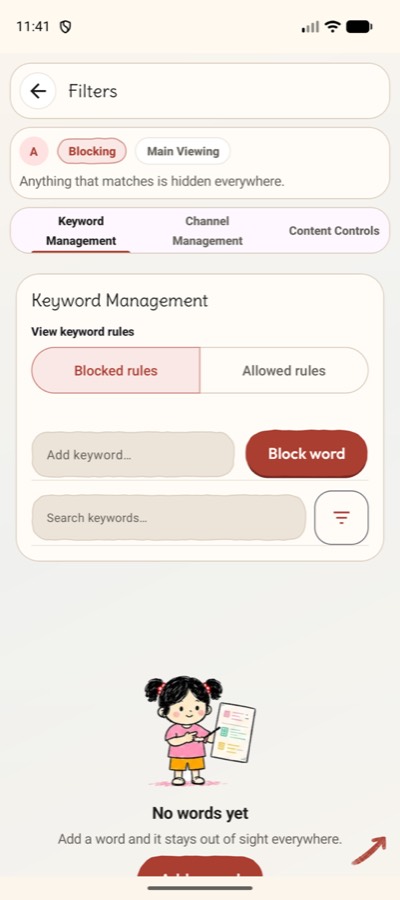 11:41
Filters
A Blocking Main Viewing
Anything that matches is hidden everywhere.
Keyword Management
Channel Management
Content Controls
Keyword Management
View keyword rules
Blocked rules Allowed rules
Add keyword… Block word
Search keywords…
No words yet
Add a word and it stays out of sight everywhere.